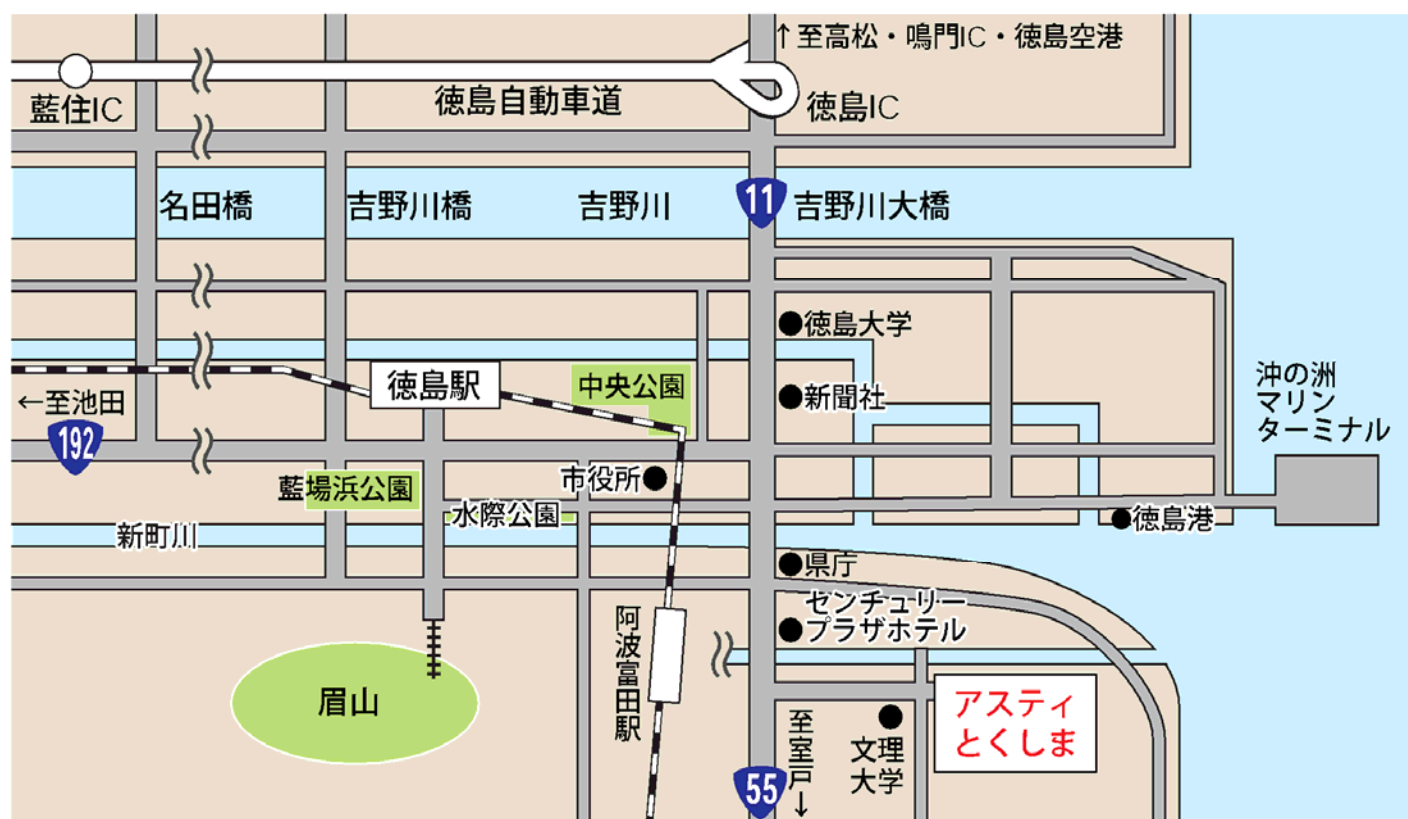 ↑至高松・鳴門IC・徳島空港
藍住IC
徳島自動車道
徳島IC
名田橋
吉野川橋
吉野川
11
吉野川大橋
徳島大学
徳島駅
中央公園
新聞社
←至池田
192
沖の洲
マリン
ターミナル
藍場浜公園
市役所
水際公園
新町川
徳島港
県庁
センチュリー
プラザホテル
阿波富田駅
眉山
至室戸↓
文理
大学
アスティ
とくしま
55